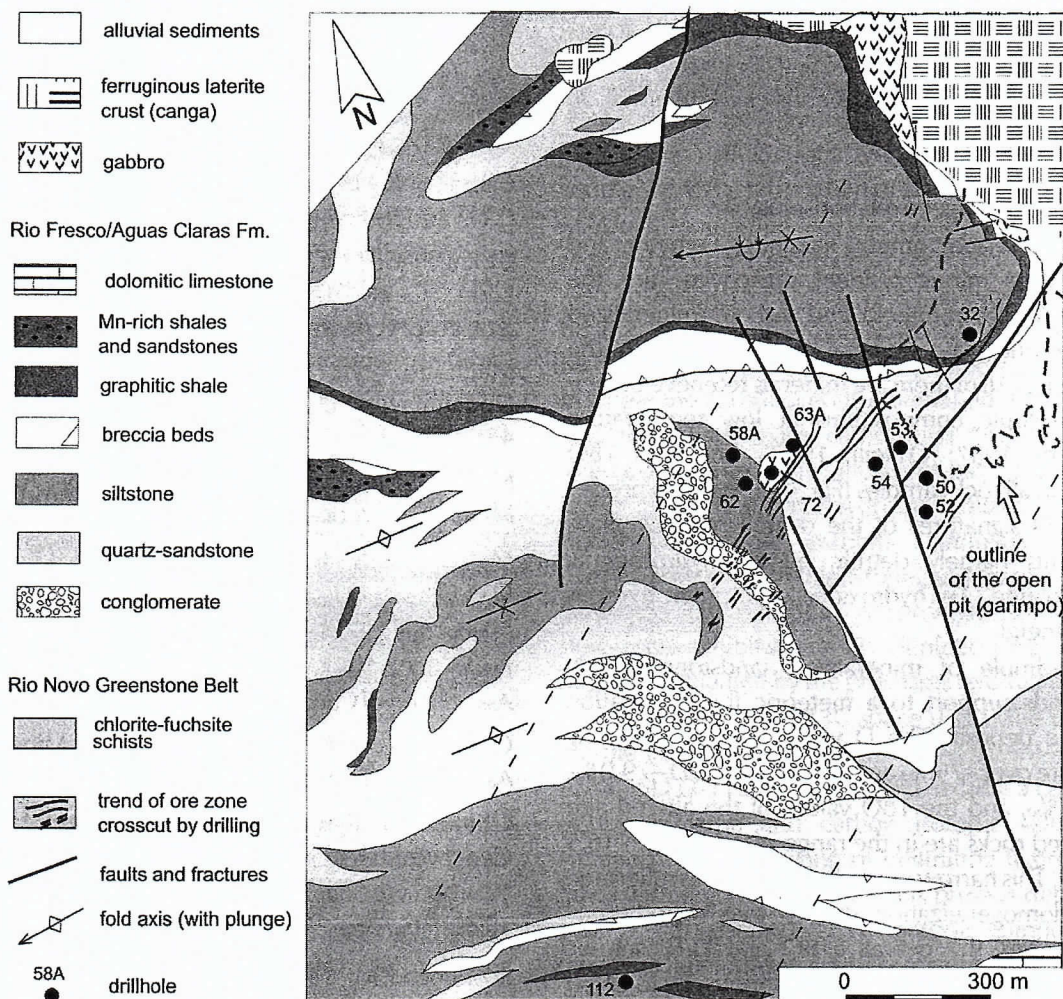 alluvial sediments
ferruginous laterite
crust (canga)
gabbro
Rio Fresco/Aguas Claras Fm.
dolomitic limestone
Mn-rich shales
and sandstones
graphitic shale
breccia beds
siltstone
quartz-sandstone
conglomerate
Rio Novo Greenstone Belt
chlorite-fuchsite
schists
trend of ore zone
crosscut by drilling
faults and fractures
fold axis (with plunge)
58A
drillhole
N
32
63A
58A
53
62
72
54
50
52
outline
of the open
pit (garimpo)
112
0 300 m